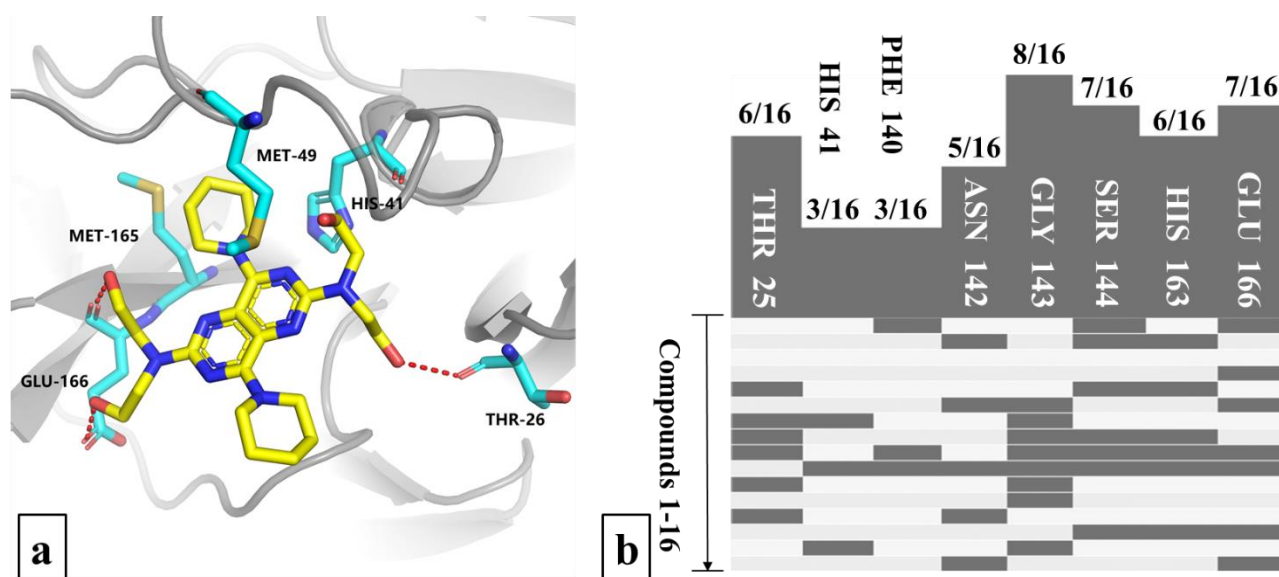 MET-49
HIS-41
MET-165
GLU-166
THR-26
a
HIS 41
PHE 140
8/16
7/16
7/16
6/16
6/16
5/16
3/16
3/16
THR 25
ASN 142
GLY 143
SER 144
HIS 163
GLU 166
Compounds 1-16
b